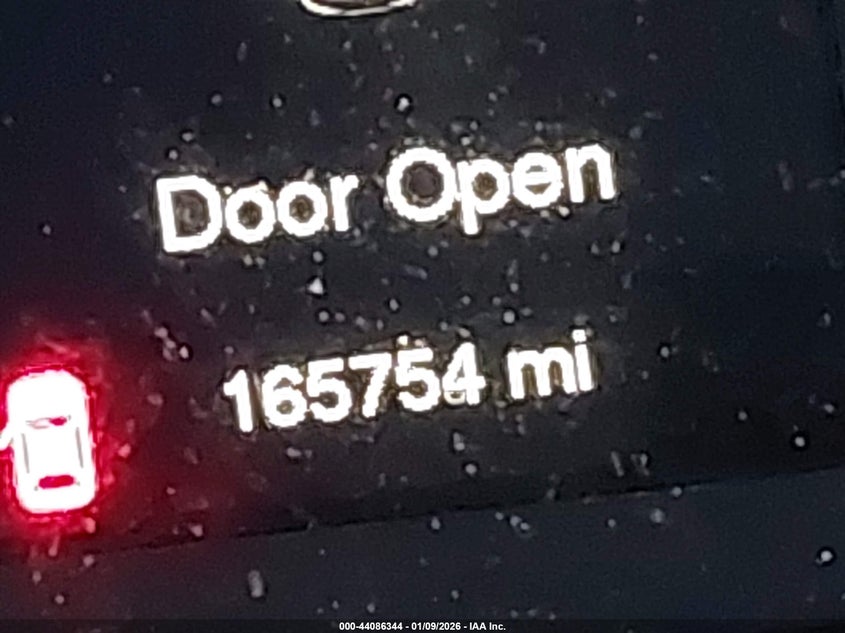 Door Open
165754 mi
000-44086344 - 01/09/2026 - IAA Inc.